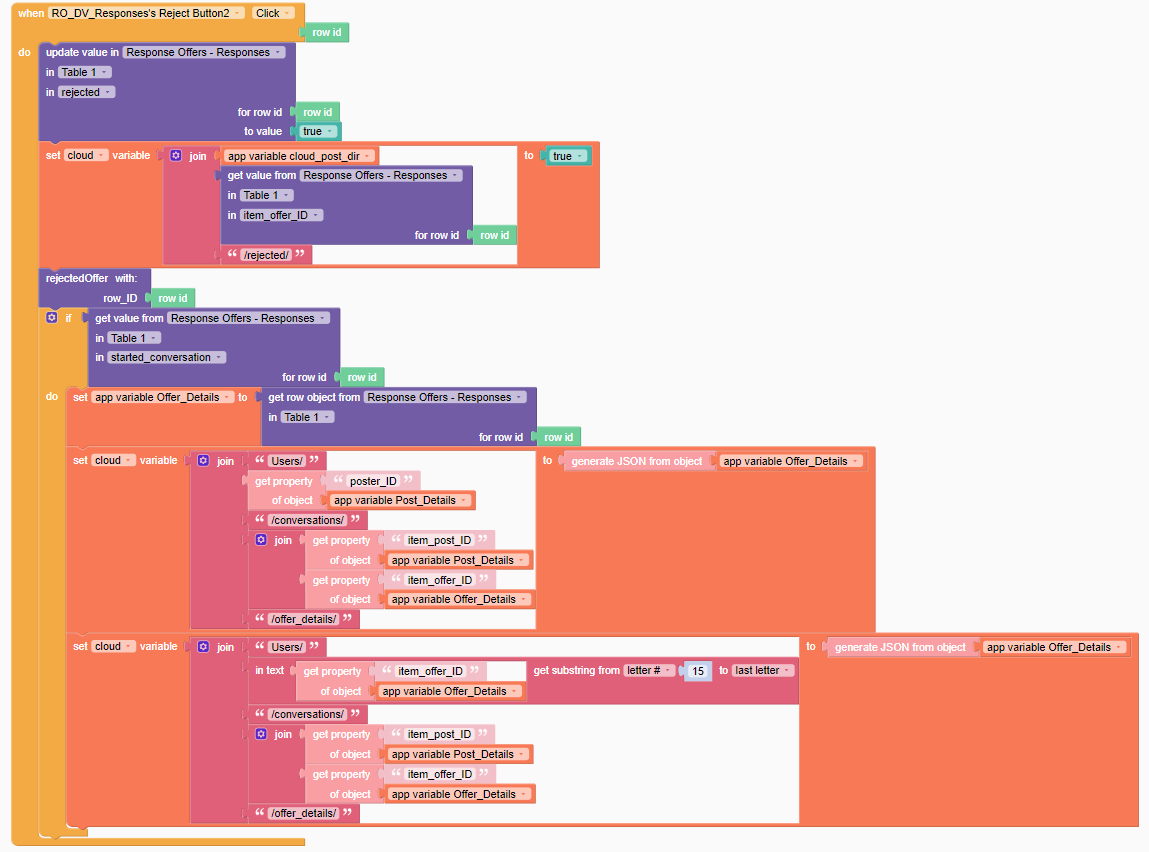 when RO_DV_Responses's Reject Button2 Click
row id
do update value in Response Offers - Responses
in Table 1
in rejected
for row id row id
to value true
set cloud variable join app variable cloud_post_dir to true
get value from Response Offers - Responses
in Table 1
in item_offer_ID
for row id row id
“ /rejected/ ”
rejectedOffer with:
row_ID row id
if get value from Response Offers - Responses
in Table 1
in started_conversation
for row id row id
do set app variable Offer_Details to get row object from Response Offers - Responses
in Table 1
for row id row id
set cloud variable join “ Users/ ” to generate JSON from object app variable Offer_Details
get property “ poster_ID ”
of object app variable Post_Details
“ /conversations/ ”
join get property “ item_post_ID ”
of object app variable Post_Details
get property “ item_offer_ID ”
of object app variable Offer_Details
“ /offer_details/ ”
set cloud variable join “ Users/ ” to generate JSON from object app variable Offer_Details
in text get property “ item_offer_ID ” get substring from letter # 15 to last letter
of object app variable Offer_Details
“ /conversations/ ”
join get property “ item_post_ID ”
of object app variable Post_Details
get property “ item_offer_ID ”
of object app variable Offer_Details
“ /offer_details/ ”